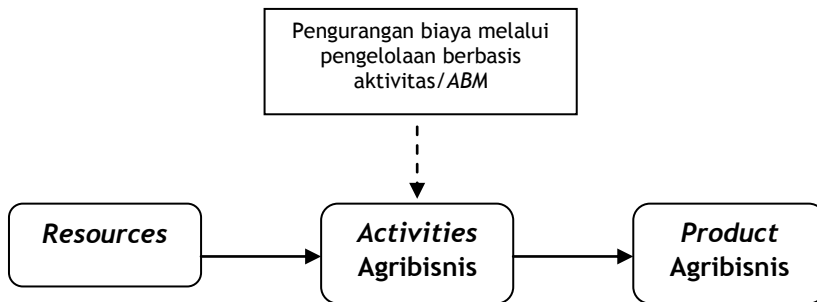 Pengurangan biaya melalui
pengelolaan berbasis
aktivitas/ABM
Resources
Activities
Agribisnis
Product
Agribisnis